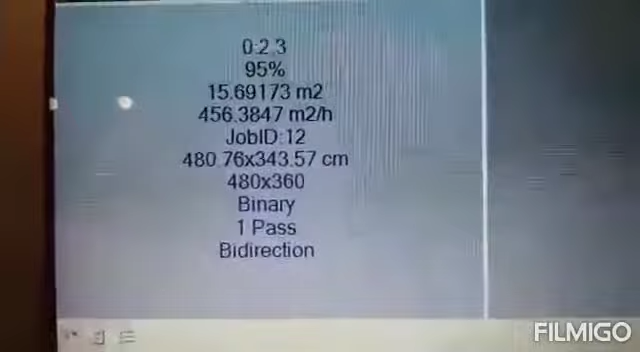 0:2:3
95%
15.69173 m2
456.3847 m2/h
JobID:12
480.76x343.57 cm
480x360
Binary
1 Pass
Bidirection
FILMIGO